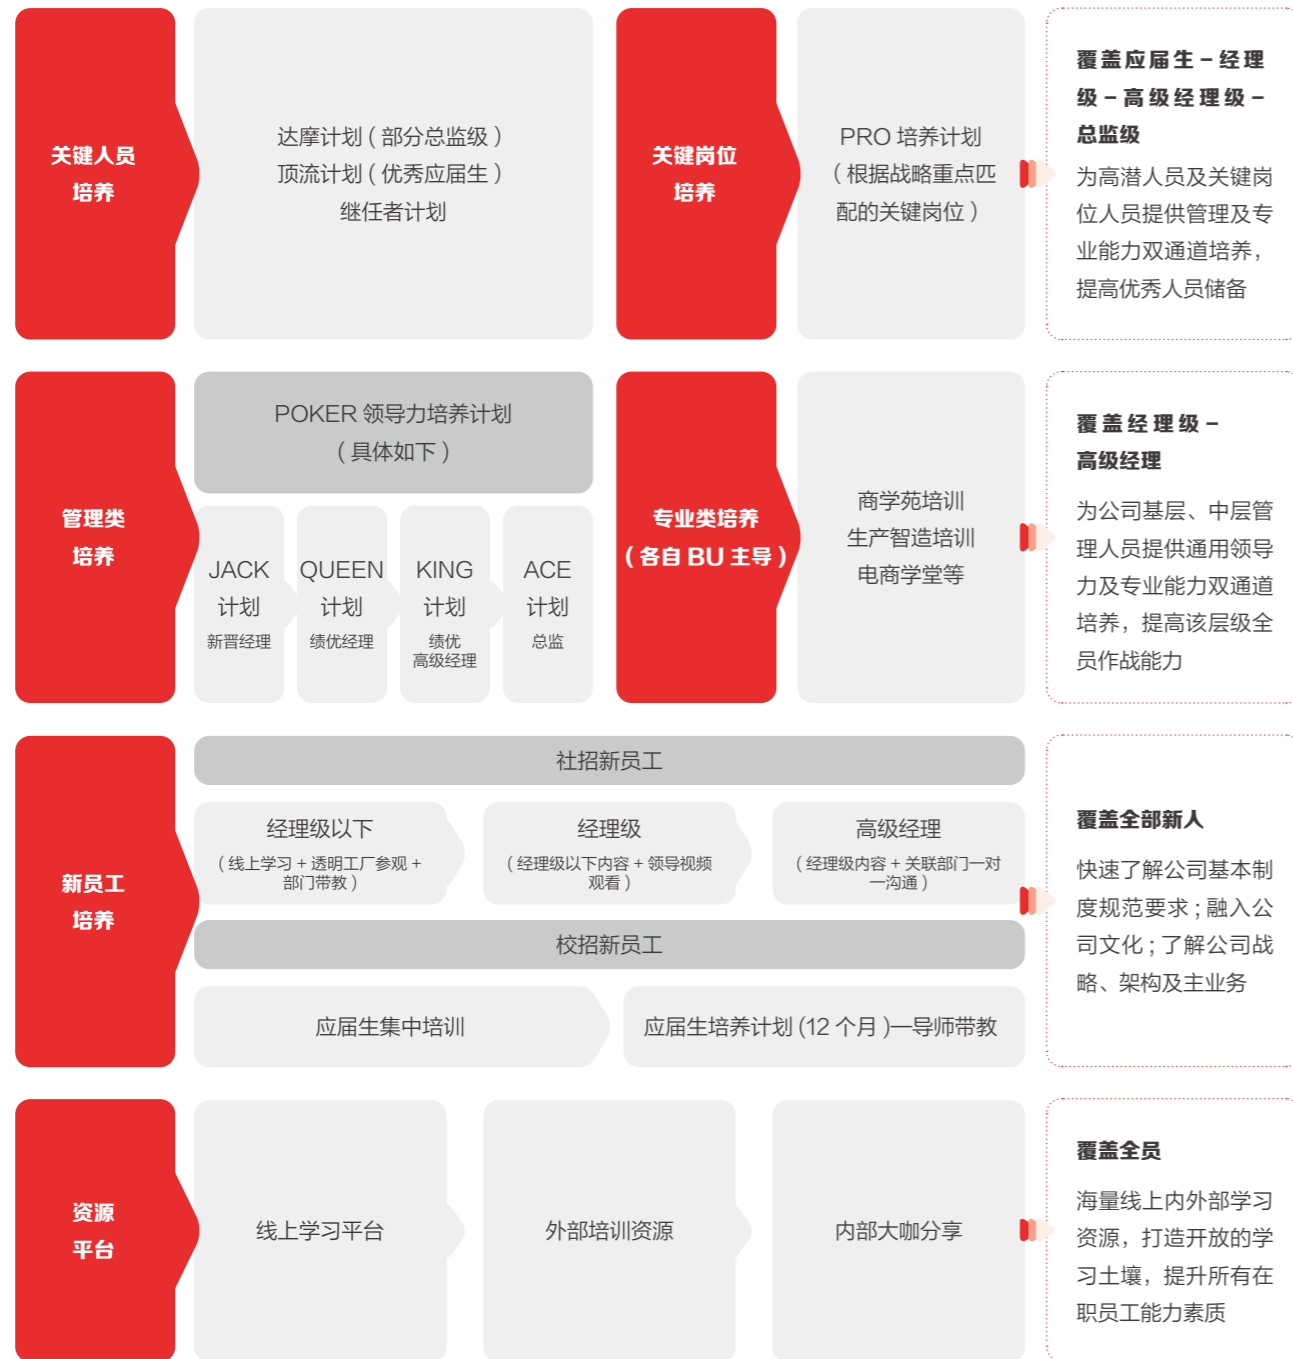 关键人员
培养
达摩计划（部分总监级）
顶流计划（优秀应届生）
继任者计划
关键岗位
培养
PRO 培养计划
（根据战略重点匹
配的关键岗位）
覆盖应届生－经理
级－高级经理级－
总监级
为高潜人员及关键岗
位人员提供管理及专
业能力双通道培养，
提高优秀人员储备
管理类
培养
POKER 领导力培养计划
（具体如下）
JACK
计划
新晋经理
QUEEN
计划
绩优经理
KING
计划
绩优
高级经理
ACE
计划
总监
专业类培养
（各自 BU 主导）
商学苑培训
生产智造培训
电商学堂等
覆盖经理级－
高级经理
为公司基层、中层管
理人员提供通用领导
力及专业能力双通道
培养，提高该层级全
员作战能力
新员工
培养
社招新员工
经理级以下
（线上学习 + 透明工厂参观 +
部门带教）
经理级
（经理级以下内容 + 领导视频
观看）
高级经理
（经理级内容 + 关联部门一对
一沟通）
校招新员工
应届生集中培训
应届生培养计划 (12 个月 )—导师带教
覆盖全部新人
快速了解公司基本制
度规范要求；融入公
司文化；了解公司战
略、架构及主业务
资源
平台
线上学习平台
外部培训资源
内部大咖分享
覆盖全员
海量线上内外部学习
资源，打造开放的学
习土壤，提升所有在
职员工能力素质